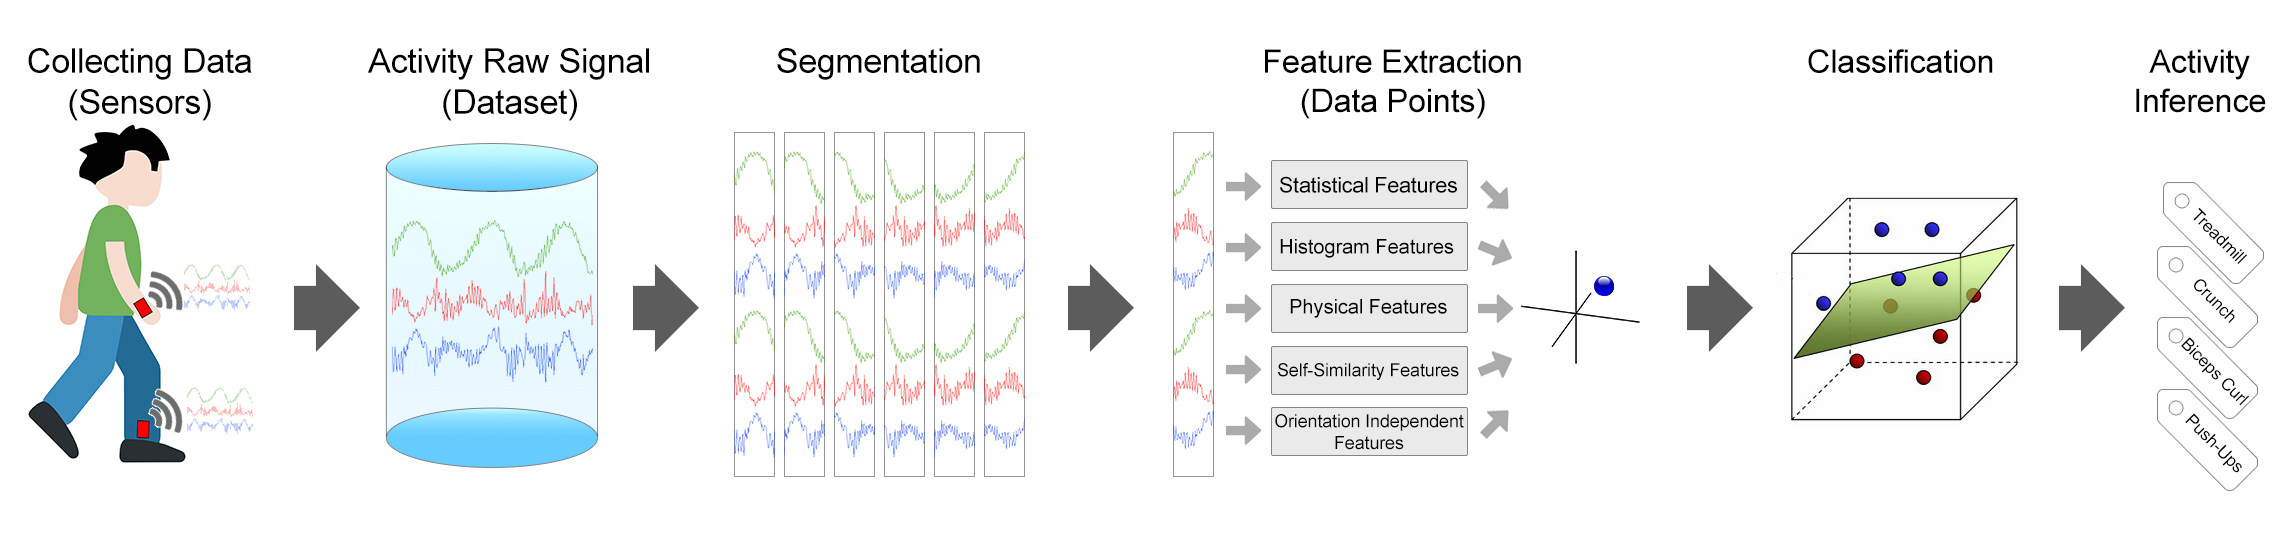 Collecting Data
(Sensors)
Activity Raw Signal
(Dataset)
Segmentation
Feature Extraction
(Data Points)
Statistical Features
Histogram Features
Physical Features
Self-Similarity Features
Orientation Independent
Features
Classification
Activity
Inference
Treadmill
Crunch
Biceps Curl
Push-Ups